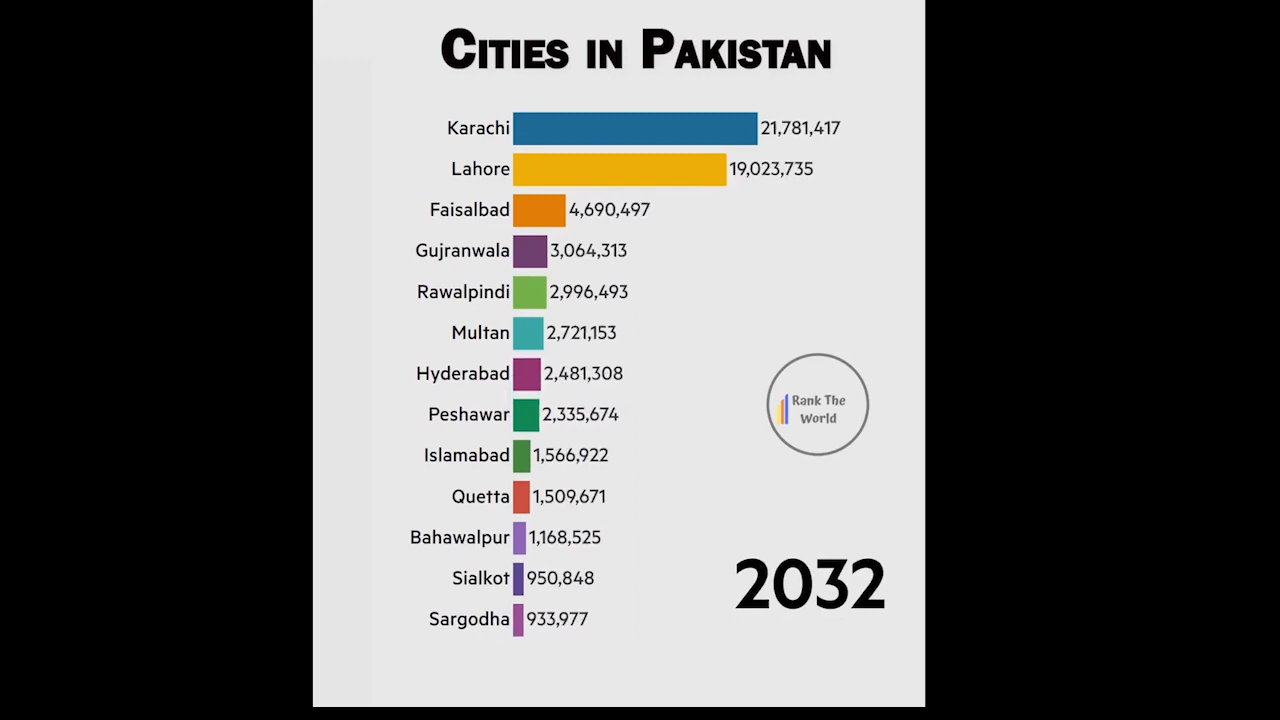 CITIES IN PAKISTAN
Karachi 21,781,417
Lahore 19,023,735
Faisalbad 4,690,497
Gujranwala 3,064,313
Rawalpindi 2,996,493
Multan 2,721,153
Hyderabad 2,481,308
Peshawar 2,335,674
Islamabad 1,566,922
Quetta 1,509,671
Bahawalpur 1,168,525
Sialkot 950,848
Sargodha 933,977
Rank The
World
2032